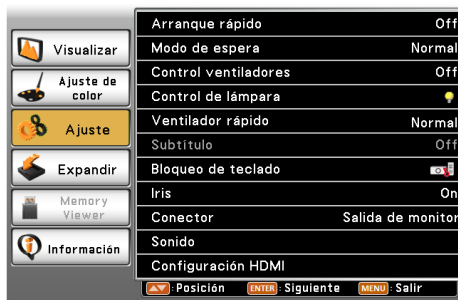 Visualizar
Ajuste de
color
Ajuste
Expandir
Memory
Viewer
Información
Arranque rápido Off
Modo de espera Normal
Control ventiladores Off
Control de lámpara
Ventilador rápido Normal
Subtítulo Off
Bloqueo de teclado
Iris On
Conector Salida de monitor
Sonido
Configuración HDMI
:Posición ENTER :Siguiente MENU :Salir